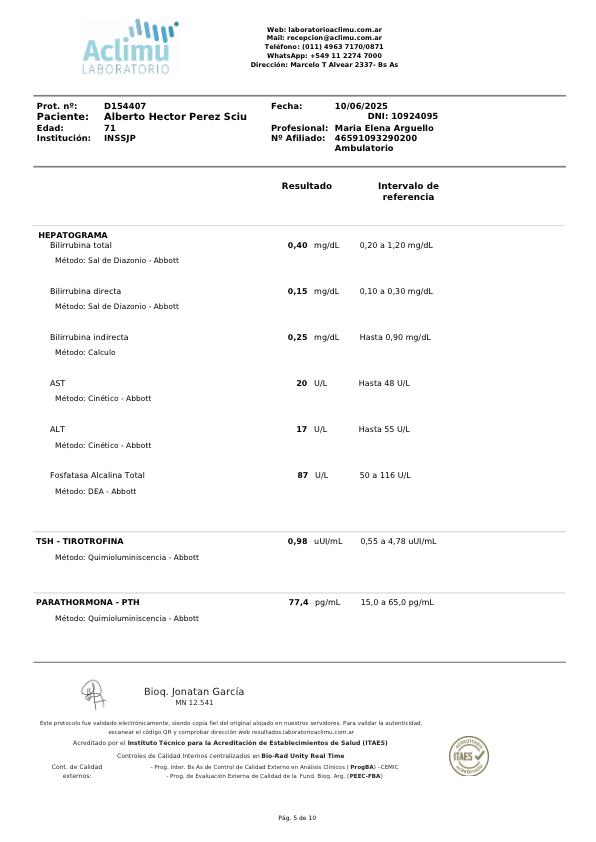 Aclimu
LABORATORIO
Web: laboratorioaclimu.com.ar
Mail: recepcion@aclimu.com.ar
Teléfono: (011) 4963 7170/0871
WhatsApp: +549 11 2274 7000
Dirección: Marcelo T Alvear 2337- Bs As
Prot. nº: D154407 Fecha: 10/06/2025
Paciente: Alberto Hector Perez Sciu DNI: 10924095
Edad: 71 Profesional: Maria Elena Arguello
Institución: INSSJP Nº Afiliado: 46591093290200
Ambulatorio
Resultado Intervalo de
referencia
HEPATOGRAMA
Bilirrubina total 0,40 mg/dL 0,20 a 1,20 mg/dL
Método: Sal de Diazonio - Abbott
Bilirrubina directa 0,15 mg/dL 0,10 a 0,30 mg/dL
Método: Sal de Diazonio - Abbott
Bilirrubina indirecta 0,25 mg/dL Hasta 0,90 mg/dL
Método: Calculo
AST 20 U/L Hasta 48 U/L
Método: Cinético - Abbott
ALT 17 U/L Hasta 55 U/L
Método: Cinético - Abbott
Fosfatasa Alcalina Total 87 U/L 50 a 116 U/L
Método: DEA - Abbott
TSH - TIROTROFINA 0,98 uUI/mL 0,55 a 4,78 uUI/mL
Método: Quimioluminiscencia - Abbott
PARATHORMONA - PTH 77,4 pg/mL 15,0 a 65,0 pg/mL
Método: Quimioluminiscencia - Abbott
Bioq. Jonatan García
MN 12.541
Este protocolo fue validado electrónicamente, siendo copia fiel del original alojado en nuestros servidores. Para validar la autenticidad,
escanear el código QR y comprobar dirección web resultados.laboratorioaclimu.com.ar
Acreditado por el Instituto Técnico para la Acreditación de Establecimientos de Salud (ITAES)
Controles de Calidad Internos centralizados en Bio-Rad Unity Real Time
Cont. de Calidad
externos:
- Prog. Inter. Bs As de Control de Calidad Externo en Análisis Clínicos ( ProgBA) -CEMIC
- Prog. de Evaluación Externa de Calidad de la Fund. Bioq. Arg. (PEEC-FBA)
ACREDITADO
ITAES
ACREDITADO
Pág. 5 de 10